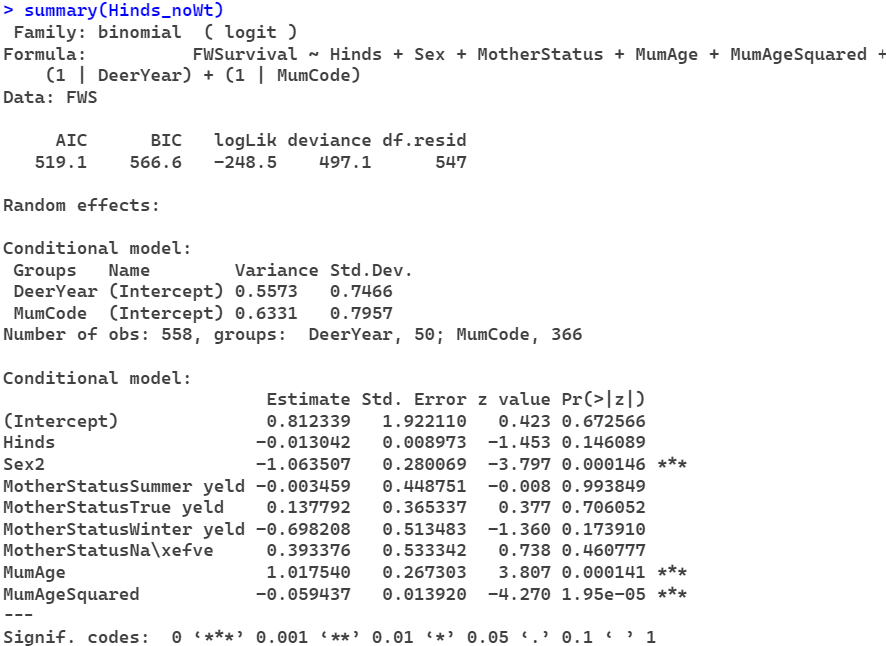 > summary(Hinds_noWt)
 Family: binomial  ( logit )
Formula:          FWSurvival ~ Hinds + Sex + MotherStatus + MumAge + MumAgeSquared +
    (1 | DeerYear) + (1 | MumCode)
Data: FWS

     AIC      BIC   logLik deviance df.resid
   519.1    566.6   -248.5    497.1      547

Random effects:

Conditional model:
 Groups   Name        Variance Std.Dev.
 DeerYear (Intercept) 0.5573   0.7466
 MumCode  (Intercept) 0.6331   0.7957
Number of obs: 558, groups:  DeerYear, 50; MumCode, 366

Conditional model:
                         Estimate Std. Error z value Pr(>|z|)
(Intercept)              0.812339   1.922110   0.423 0.672566
Hinds                   -0.013042   0.008973  -1.453 0.146089
Sex2                    -1.063507   0.280069  -3.797 0.000146 ***
MotherStatusSummer yeld -0.003459   0.448751  -0.008 0.993849
MotherStatusTrue yeld    0.137792   0.365337   0.377 0.706052
MotherStatusWinter yeld -0.698208   0.513483  -1.360 0.173910
MotherStatusNa\xefve     0.393376   0.533342   0.738 0.460777
MumAge                   1.017540   0.267303   3.807 0.000141 ***
MumAgeSquared           -0.059437   0.013920  -4.270 1.95e-05 ***
---
Signif. codes:  0 ‘***’ 0.001 ‘**’ 0.01 ‘*’ 0.05 ‘.’ 0.1 ‘ ’ 1